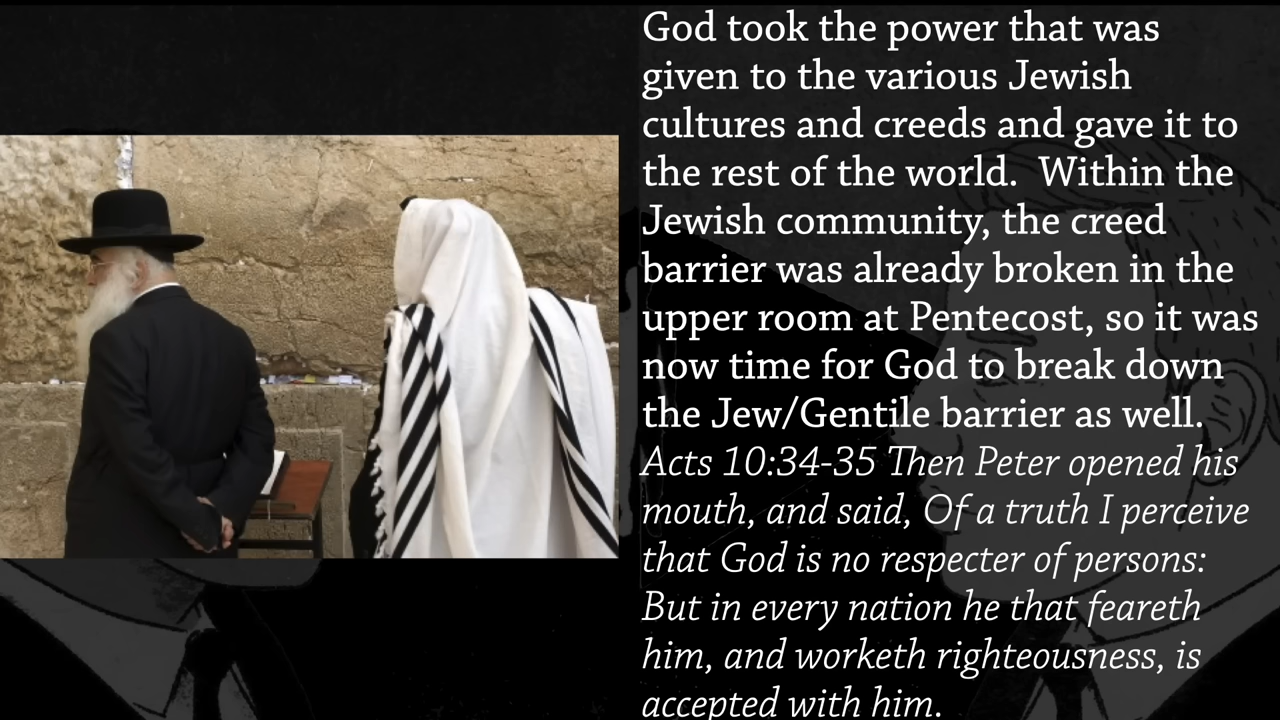 God took the power that was
given to the various Jewish
cultures and creeds and gave it to
the rest of the world.  Within the
Jewish community, the creed
barrier was already broken in the
upper room at Pentecost, so it was
now time for God to break down
the Jew/Gentile barrier as well.
Acts 10:34-35 Then Peter opened his
mouth, and said, Of a truth I perceive
that God is no respecter of persons:
But in every nation he that feareth
him, and worketh righteousness, is
accepted with him.